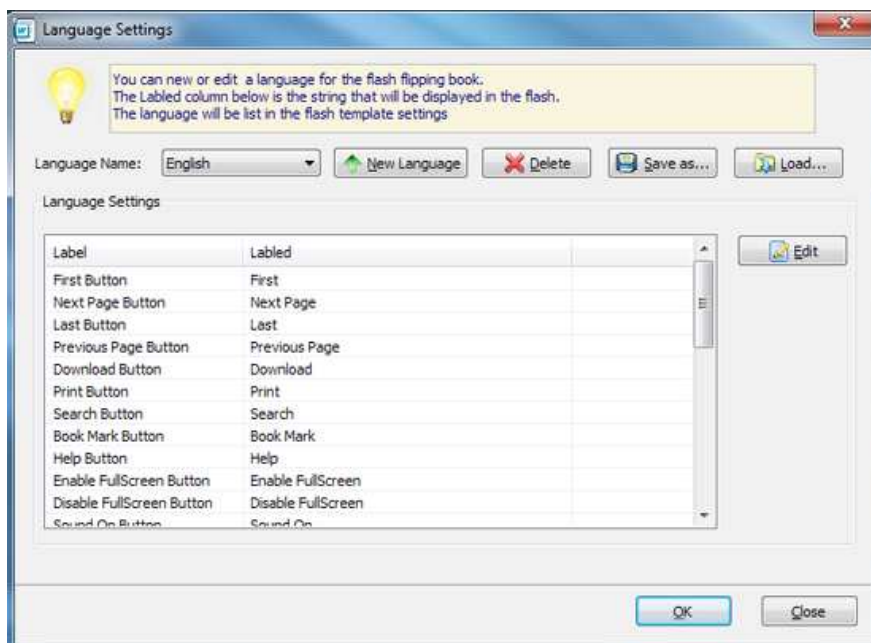 Language Settings
You can new or edit a language for the flash flipping book.
The Labled column below is the string that will be displayed in the flash.
The language will be list in the flash template settings
Language Name: English New Language Delete Save as... Load...
Language Settings
Label Labled Edit
First Button First
Next Page Button Next Page
Last Button Last
Previous Page Button Previous Page
Download Button Download
Print Button Print
Search Button Search
Book Mark Button Book Mark
Help Button Help
Enable FullScreen Button Enable FullScreen
Disable FullScreen Button Disable FullScreen
Sound On Button Sound On
OK Close